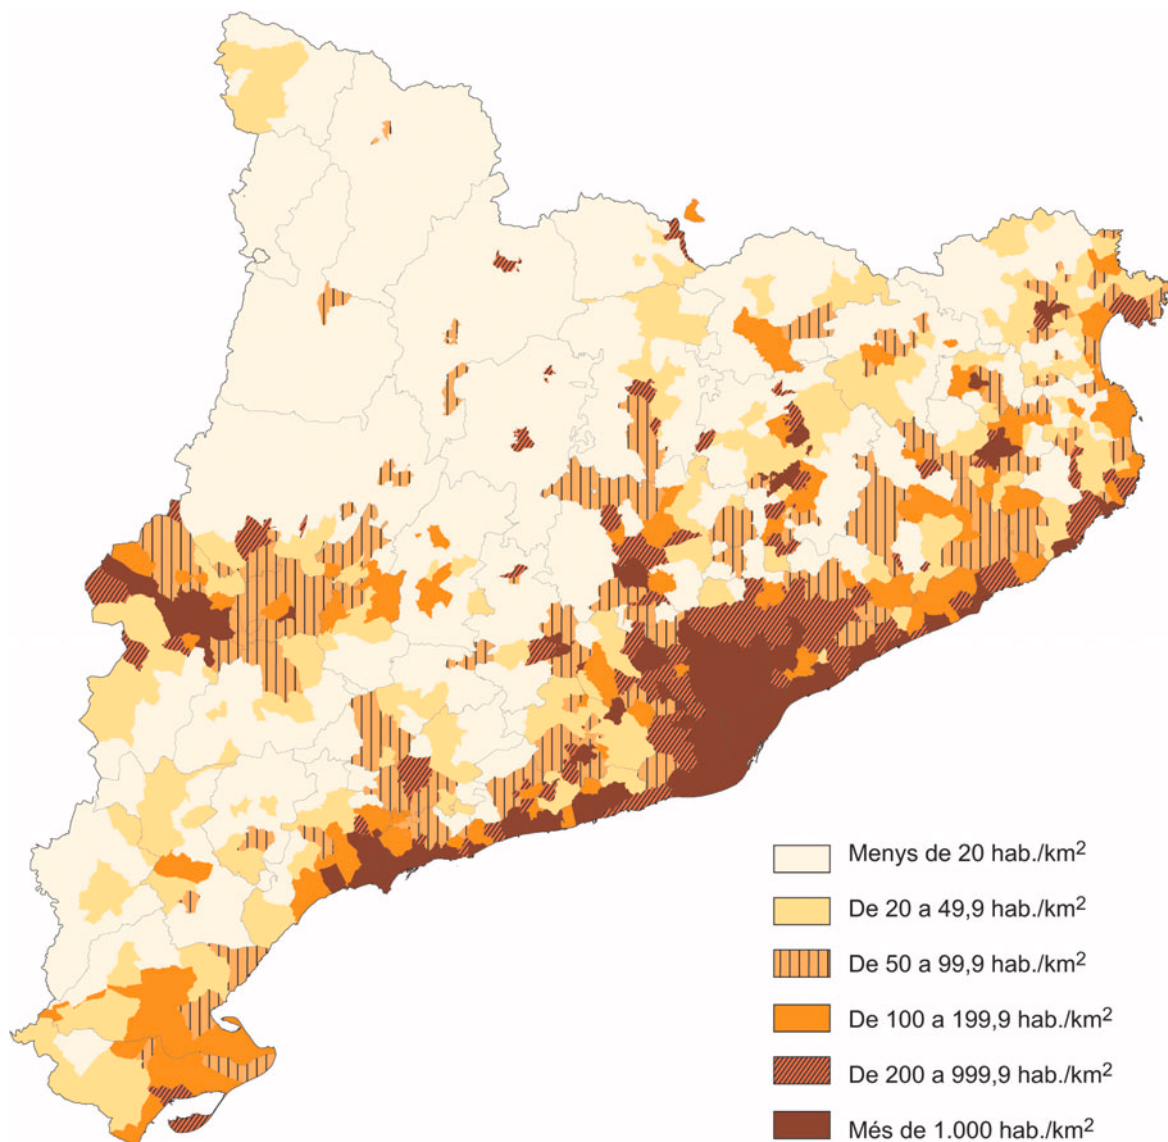 Menys de 20 hab./km²
De 20 a 49,9 hab./km²
De 50 a 99,9 hab./km²
De 100 a 199,9 hab./km²
De 200 a 999,9 hab./km²
Més de 1.000 hab./km²